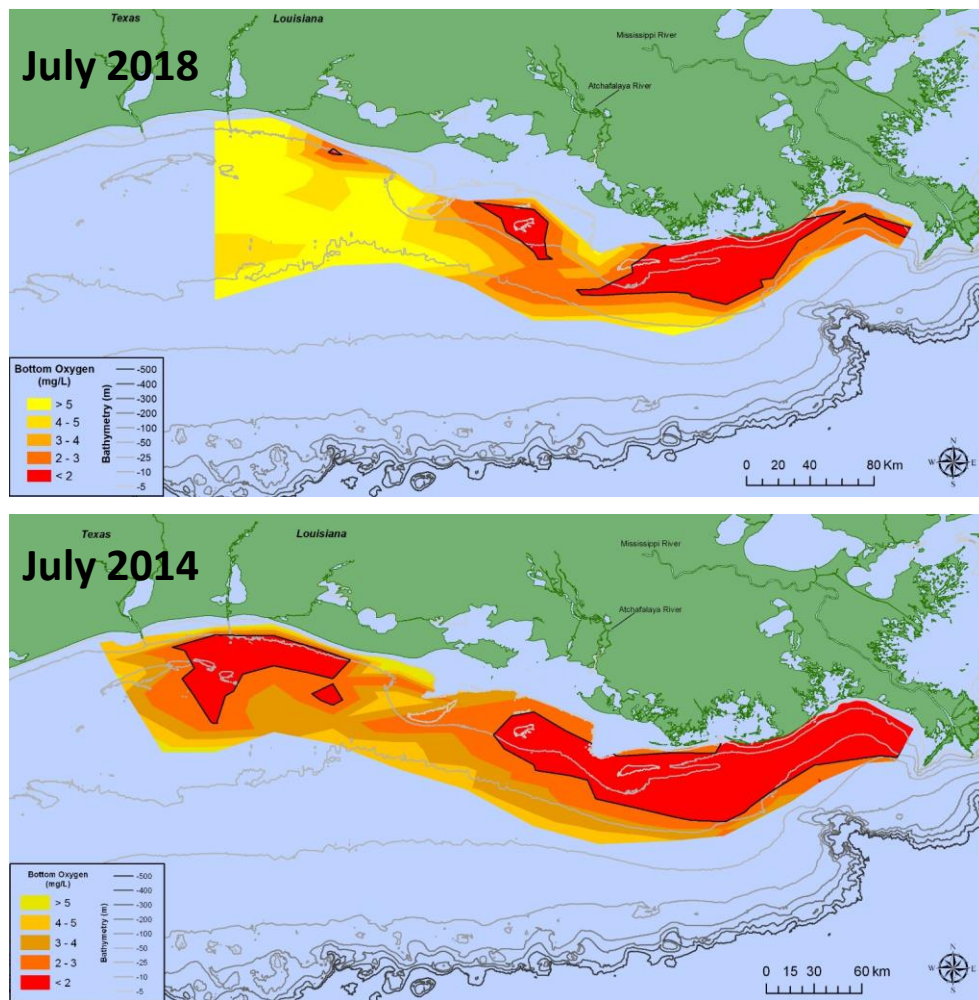 Texas
Louisiana
July 2018
Mississippi River
Atchafalaya River
Bottom Oxygen
(mg/L)
> 5
4 - 5
3 - 4
2 - 3
< 2
Bathymetry (m)
-500
-400
-300
-200
-100
-50
-25
-10
-5
0 20 40 80 Km
N
W E
S
Texas
Louisiana
July 2014
Mississippi River
Atchafalaya River
Bottom Oxygen
(mg/L)
> 5
4 - 5
3 - 4
2 - 3
< 2
Bathymetry (m)
-500
-400
-300
-200
-100
-50
-25
-10
-5
0 15 30 60 km
N
W E
S